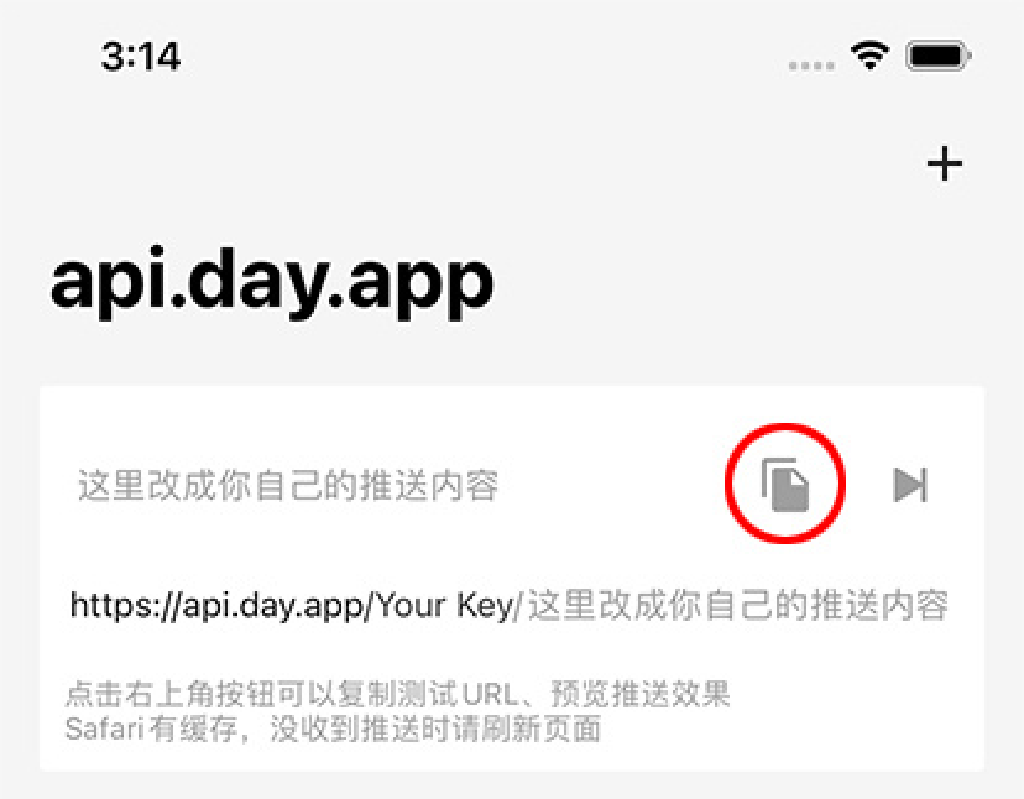 3:14
api.day.app
这里改成你自己的推送内容
https://api.day.app/Your Key/这里改成你自己的推送内容
点击右上角按钮可以复制测试URL、预览推送效果
Safari有缓存，没收到推送时请刷新页面